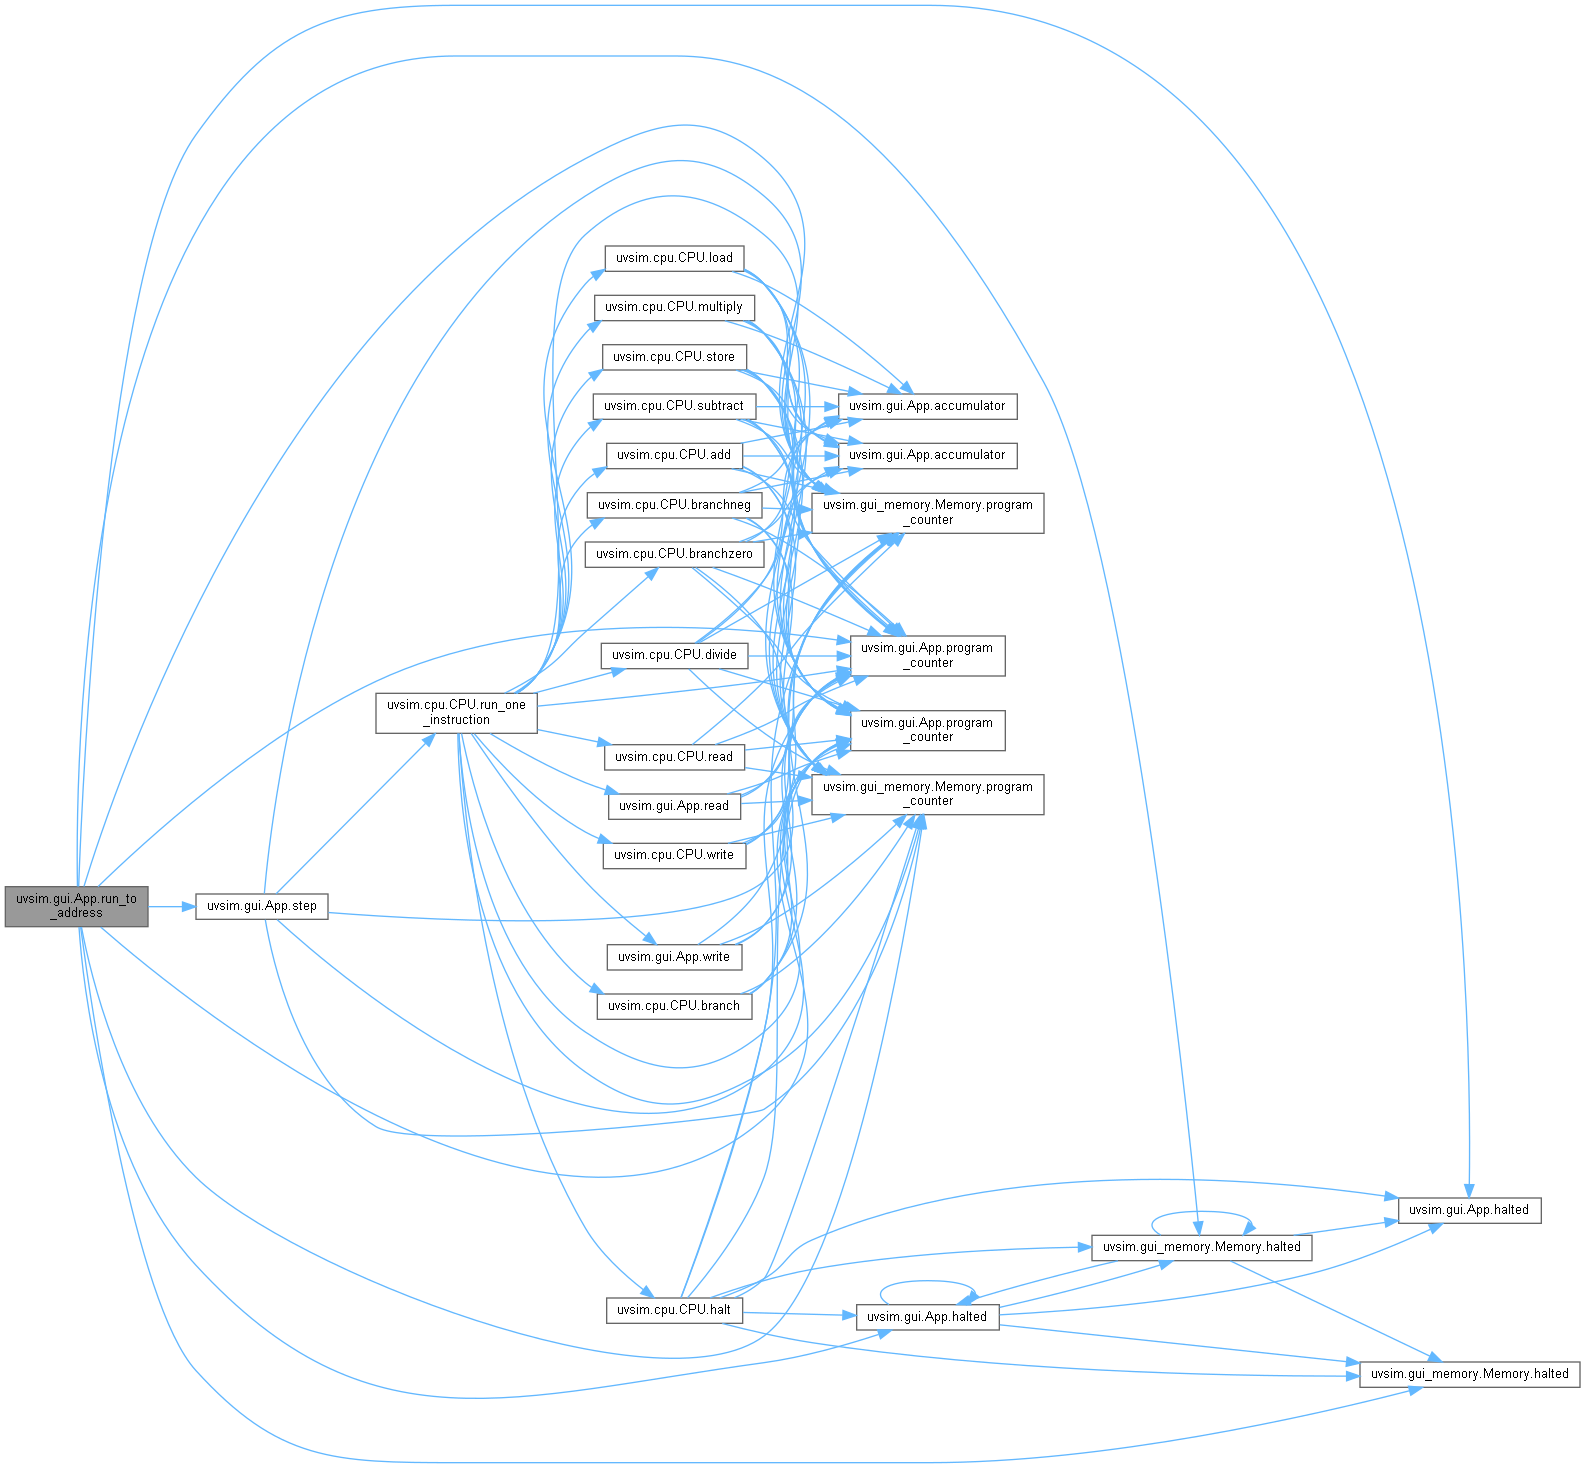 uvsim.cpu.CPU.load
uvsim.cpu.CPU.multiply
uvsim.cpu.CPU.store
uvsim.cpu.CPU.subtract
uvsim.gui.App.accumulator
uvsim.cpu.CPU.add
uvsim.gui.App.accumulator
uvsim.cpu.CPU.branchneg
uvsim.gui_memory.Memory.program
_counter
uvsim.cpu.CPU.branchzero
uvsim.cpu.CPU.divide
uvsim.gui.App.program
_counter
uvsim.cpu.CPU.run_one
_instruction
uvsim.gui.App.program
_counter
uvsim.cpu.CPU.read
uvsim.gui_memory.Memory.program
_counter
uvsim.gui.App.read
uvsim.cpu.CPU.write
uvsim.gui.App.run_to
_address
uvsim.gui.App.step
uvsim.gui.App.write
uvsim.cpu.CPU.branch
uvsim.gui.App.halted
uvsim.gui_memory.Memory.halted
uvsim.cpu.CPU.halt
uvsim.gui.App.halted
uvsim.gui_memory.Memory.halted